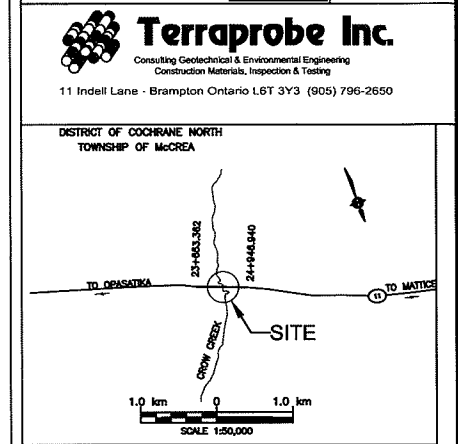 Terraprobe Inc.
Consulting Geotechnical & Environmental Engineering
Construction Materials, Inspection & Testing
11 Indell Lane - Brampton Ontario L6T 3Y3 (905) 796-2650
DISTRICT OF COCHRANE NORTH
TOWNSHIP OF McCREA
23+663.362
24+946.940
TO OPASATIKA
11
TO MATTICE
SITE
CROW CREEK
1.0 km 0 1.0 km
SCALE 1:50,000